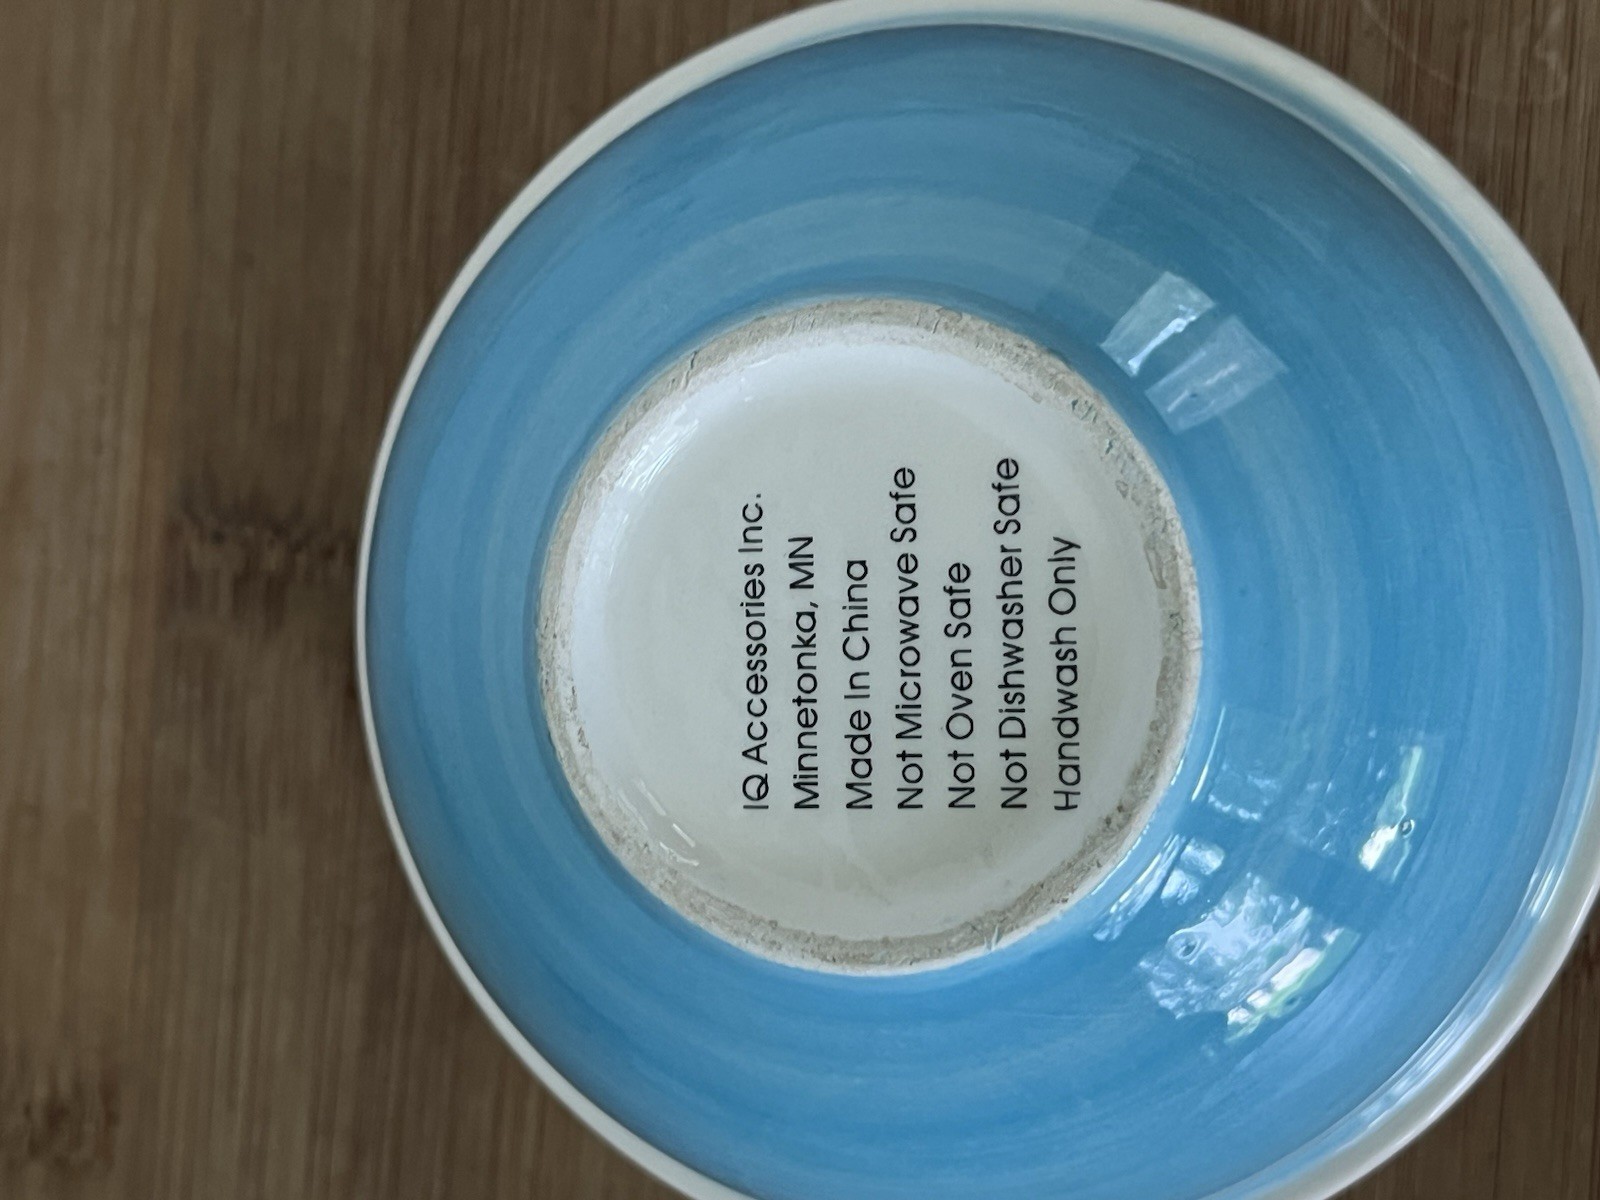 IQ Accessories Inc.
Minnetonka, MN
Made In China
Not Microwave Safe
Not Oven Safe
Not Dishwasher Safe
Handwash Only